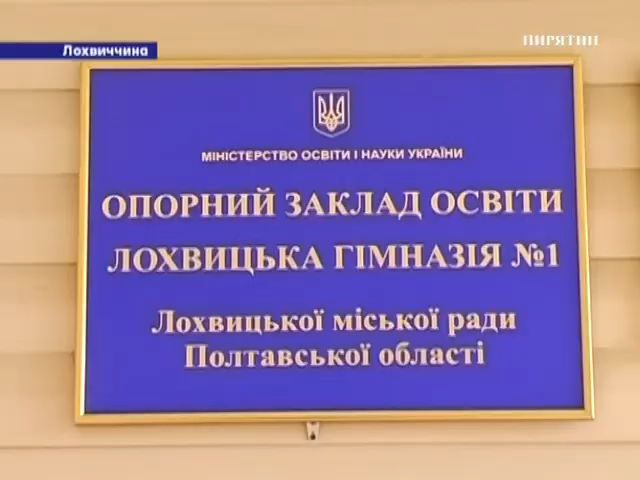 Лохвиччина
ПИРЯТИН
МІНІСТЕРСТВО ОСВІТИ І НАУКИ УКРАЇНИ
ОПОРНИЙ ЗАКЛАД ОСВІТИ
ЛОХВИЦЬКА ГІМНАЗІЯ №1
Лохвицької міської ради
Полтавської області